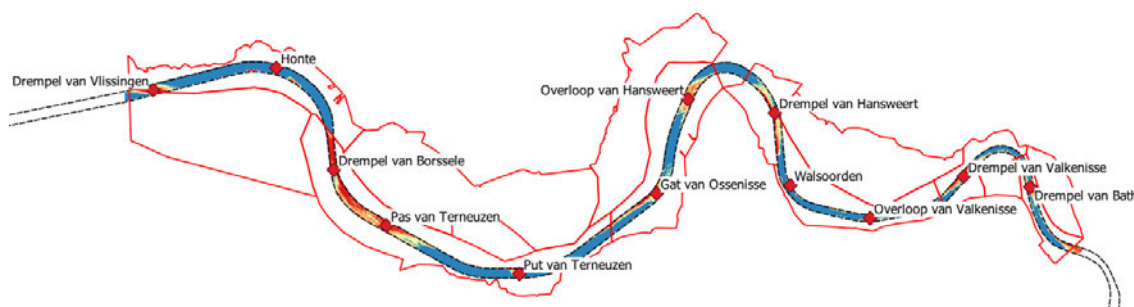 Honte
Drempel van Vlissingen
Overloop van Hansweert
Drempel van Hansweert
Drempel van Borssele
Drempel van Valkenisse
Walsoorden
Gat van Ossenisse
Drempel van Bath
Pas van Terneuzen
Overloop van Valkenisse
Put van Terneuzen